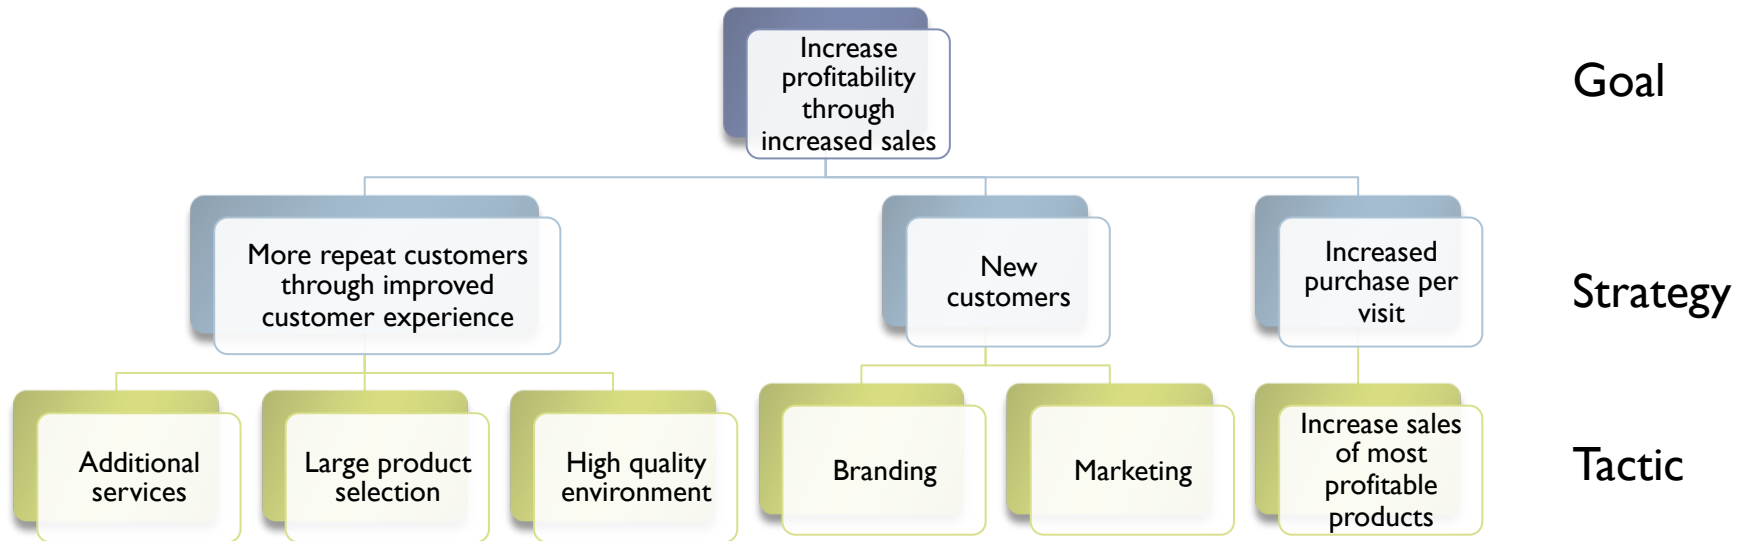 Increase
profitability
through
increased sales
Goal
More repeat customers
through improved
customer experience
New
customers
Increased
purchase per
visit
Strategy
Additional
services
Large product
selection
High quality
environment
Branding
Marketing
Increase sales
of most
profitable
products
Tactic